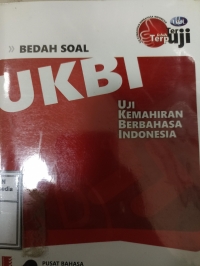 » BEDAH SOAL
UKBI
UJI
KEMAHIRAN
BERBAHASA
INDONESIA
PUSAT BAHASA